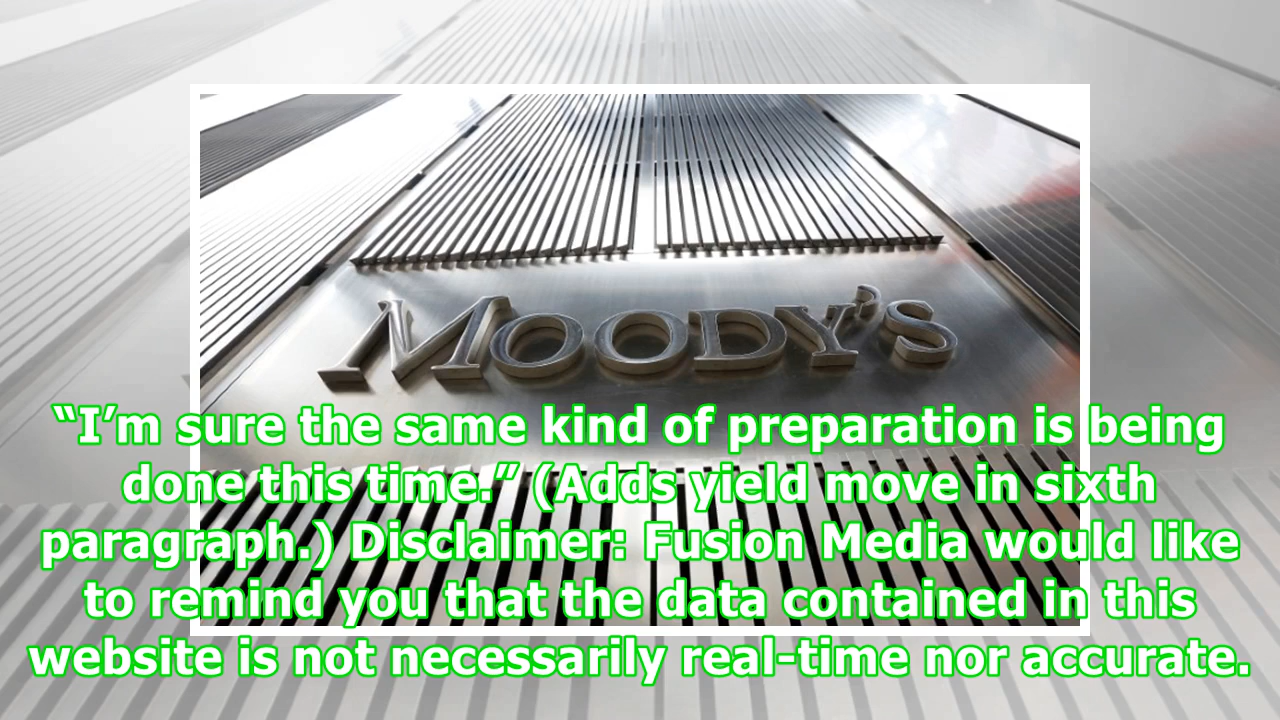 MOODY'S
“I’m sure the same kind of preparation is being
done this time.” (Adds yield move in sixth
paragraph.) Disclaimer: Fusion Media would like
to remind you that the data contained in this
website is not necessarily real-time nor accurate.